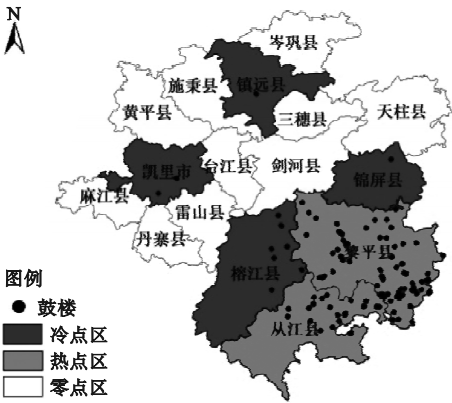 N
岑巩县
施秉县
镇远县
黄平县
三穗县
天柱县
凯里市
台江县
剑河县
锦屏县
麻江县
雷山县
丹寨县
榕江县
黎平县
从江县
图例
鼓楼
冷点区
热点区
零点区